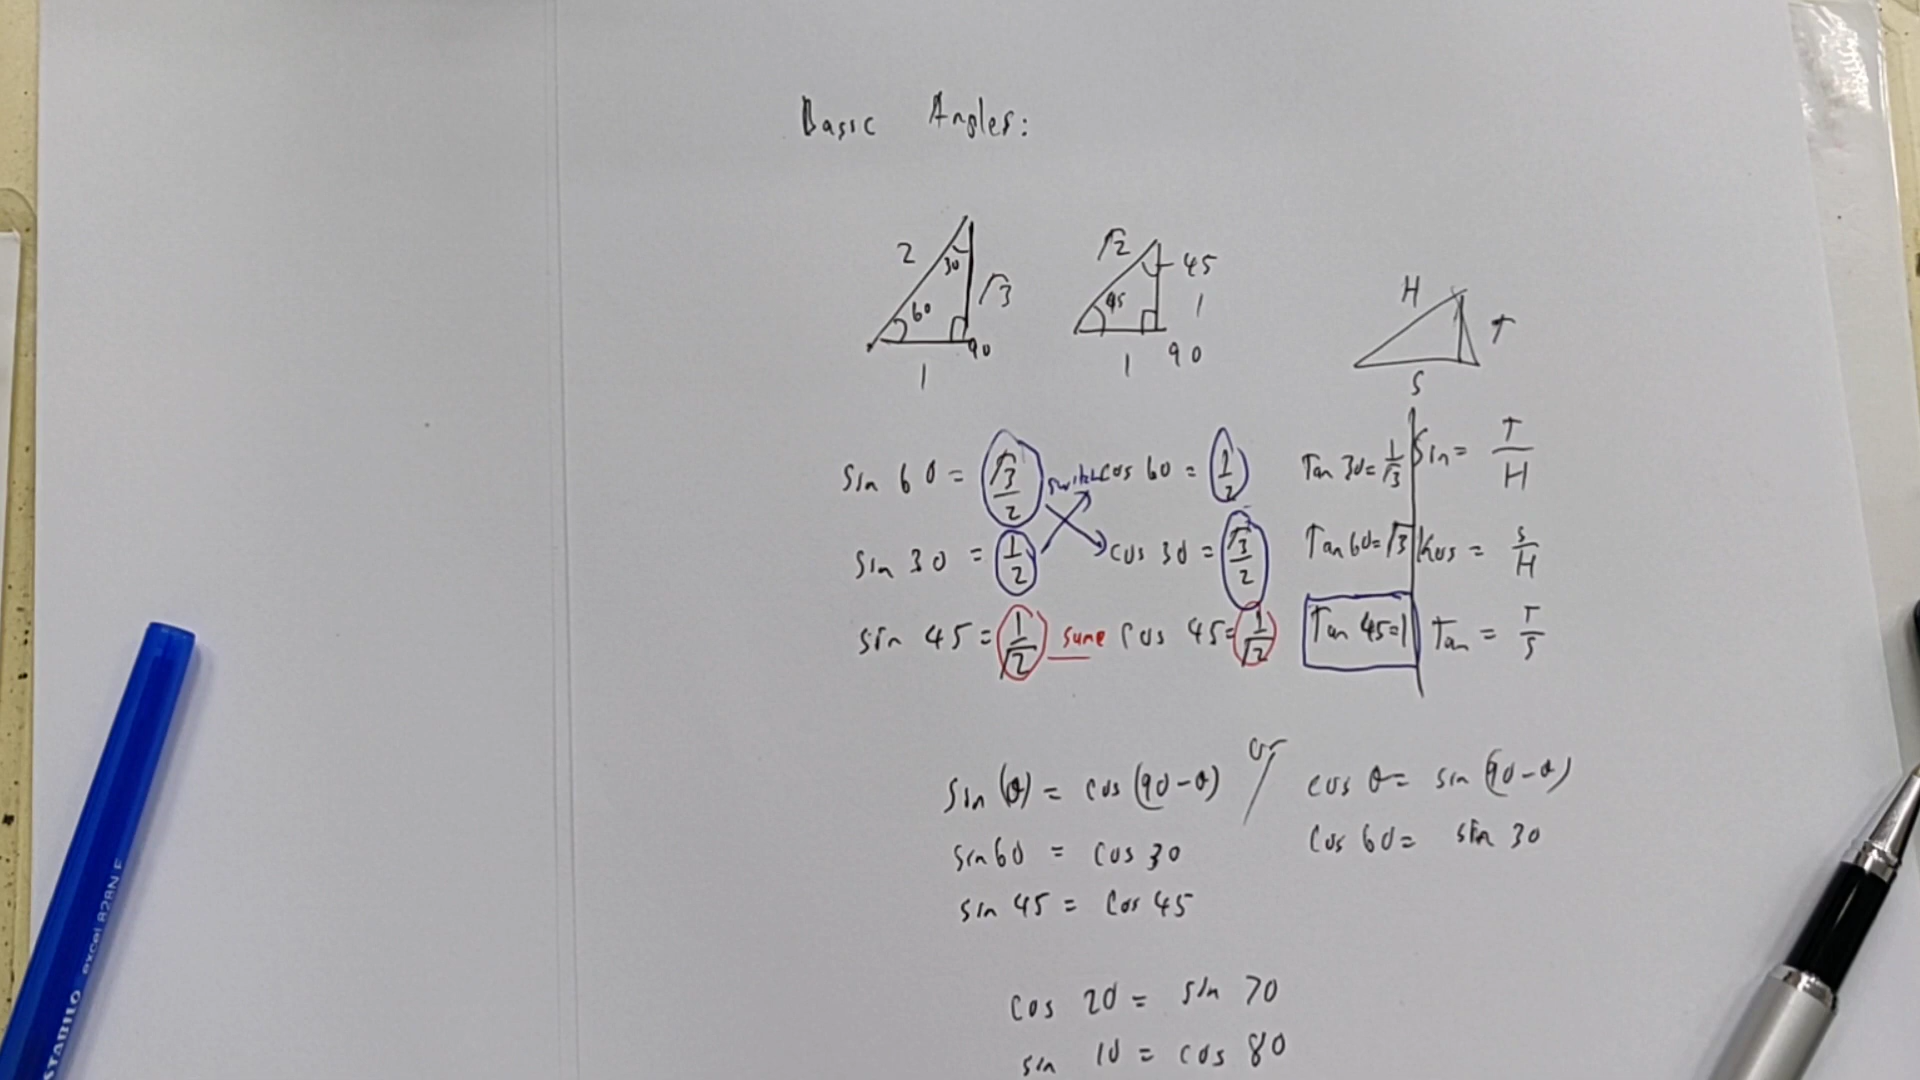 Basic Angles:
2 30 √3 60 90 1
√2 45 45 1 1 90
H T S
Sin 60 = √3/2 switch Cos 60 = 1/2 Tan 30 = 1/√3 Sin = T/H
Sin 30 = 1/2 Cos 30 = √3/2 Tan 60 = √3 Kos = S/H
Sin 45 = 1/√2 same Cos 45 = 1/√2 Tan 45 = 1 Tan = T/S
Sin (θ) = cos (90-θ) or cos θ = sin (90-θ)
Sin 60 = Cos 30 Cos 60 = sin 30
Sin 45 = Cos 45
Cos 20 = sin 70
sin 10 = cos 80
STABILO excel 828N F